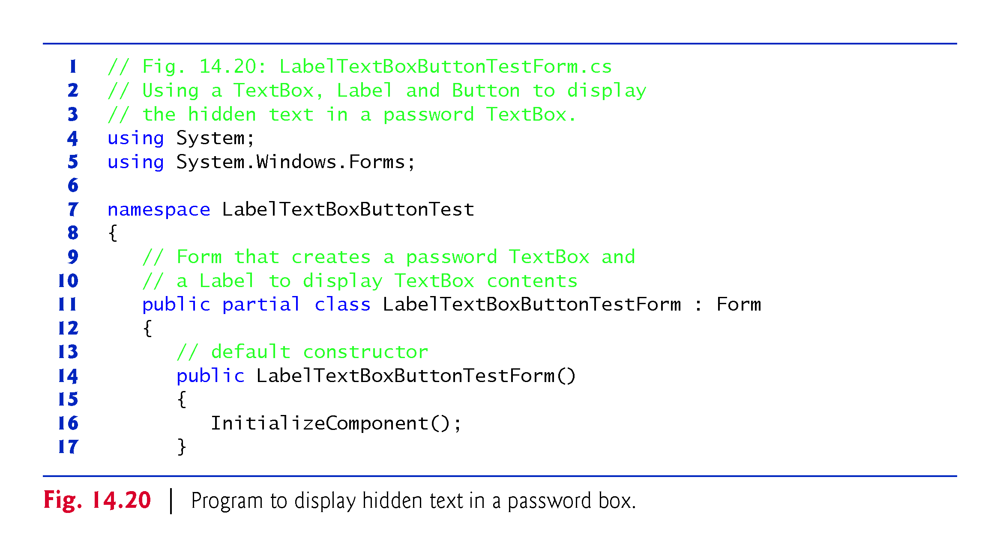 1 // Fig. 14.20: LabelTextBoxButtonTestForm.cs
2 // Using a TextBox, Label and Button to display
3 // the hidden text in a password TextBox.
4 using System;
5 using System.Windows.Forms;
6
7 namespace LabelTextBoxButtonTest
8 {
9 // Form that creates a password TextBox and
10 // a Label to display TextBox contents
11 public partial class LabelTextBoxButtonTestForm : Form
12 {
13 // default constructor
14 public LabelTextBoxButtonTestForm()
15 {
16 InitializeComponent();
17 }
Fig. 14.20 | Program to display hidden text in a password box.